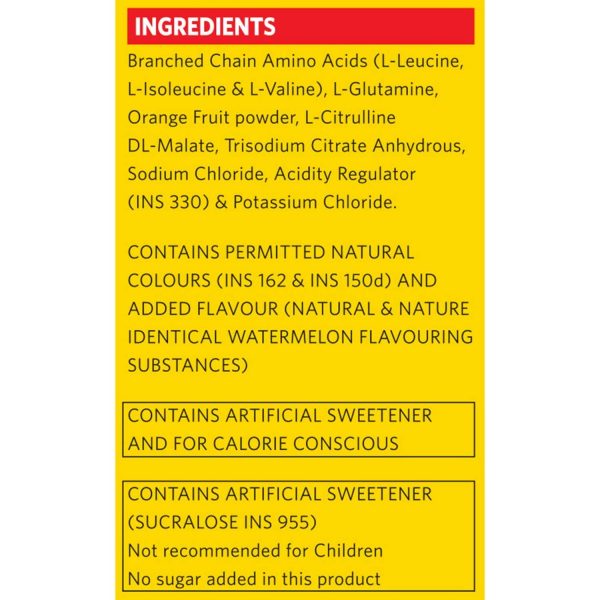 INGREDIENTS
Branched Chain Amino Acids (L-Leucine,
L-Isoleucine & L-Valine), L-Glutamine,
Orange Fruit powder, L-Citrulline
DL-Malate, Trisodium Citrate Anhydrous,
Sodium Chloride, Acidity Regulator
(INS 330) & Potassium Chloride.
CONTAINS PERMITTED NATURAL
COLOURS (INS 162 & INS 150d) AND
ADDED FLAVOUR (NATURAL & NATURE
IDENTICAL WATERMELON FLAVOURING
SUBSTANCES)
CONTAINS ARTIFICIAL SWEETENER
AND FOR CALORIE CONSCIOUS
CONTAINS ARTIFICIAL SWEETENER
(SUCRALOSE INS 955)
Not recommended for Children
No sugar added in this product